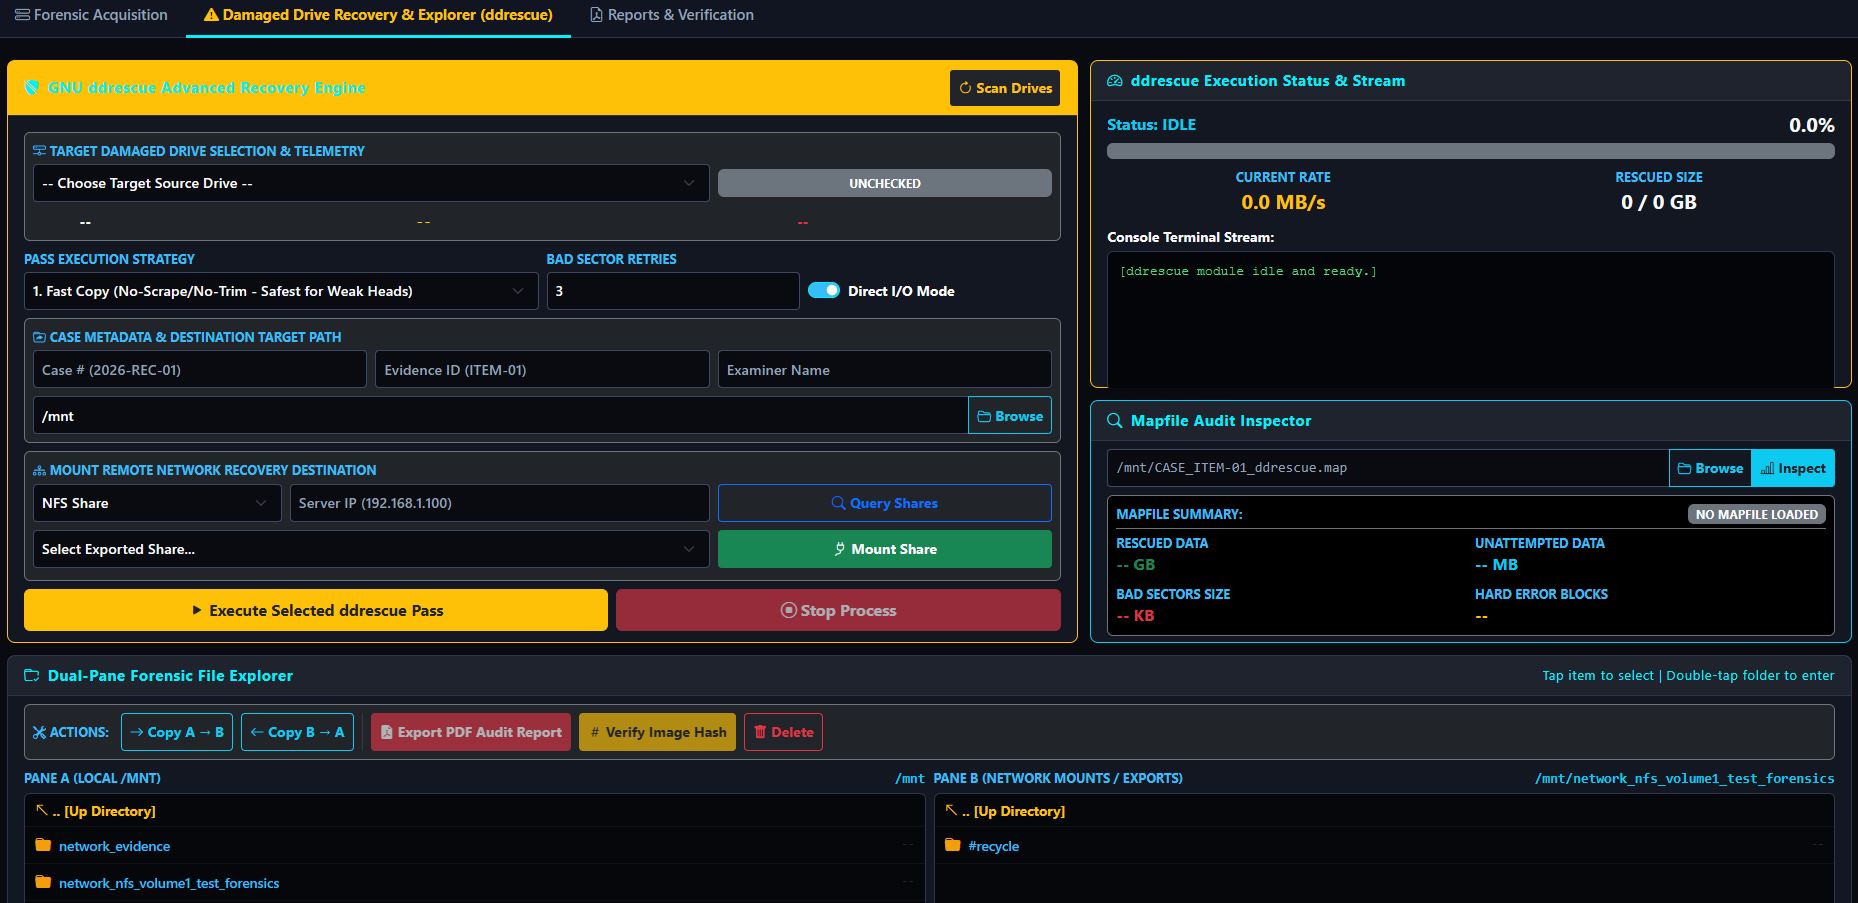 Forensic Acquisition
Damaged Drive Recovery & Explorer (ddrescue)
Reports & Verification
GNU ddrescue Advanced Recovery Engine
Scan Drives
TARGET DAMAGED DRIVE SELECTION & TELEMETRY
-- Choose Target Source Drive --
UNCHECKED
-- -- --
PASS EXECUTION STRATEGY
BAD SECTOR RETRIES
1. Fast Copy (No-Scrape/No-Trim - Safest for Weak Heads)
3
Direct I/O Mode
CASE METADATA & DESTINATION TARGET PATH
Case # (2026-REC-01)
Evidence ID (ITEM-01)
Examiner Name
/mnt
Browse
MOUNT REMOTE NETWORK RECOVERY DESTINATION
NFS Share
Server IP (192.168.1.100)
Query Shares
Select Exported Share...
Mount Share
Execute Selected ddrescue Pass
Stop Process
ddrescue Execution Status & Stream
Status: IDLE
0.0%
CURRENT RATE
RESCUED SIZE
0.0 MB/s
0 / 0 GB
Console Terminal Stream:
[ddrescue module idle and ready.]
Mapfile Audit Inspector
/mnt/CASE_ITEM-01_ddrescue.map
Browse
Inspect
MAPFILE SUMMARY:
NO MAPFILE LOADED
RESCUED DATA
UNATTEMPTED DATA
-- GB
-- MB
BAD SECTORS SIZE
HARD ERROR BLOCKS
-- KB
--
Dual-Pane Forensic File Explorer
Tap item to select | Double-tap folder to enter
ACTIONS:
→ Copy A → B
← Copy B → A
Export PDF Audit Report
# Verify Image Hash
Delete
PANE A (LOCAL /MNT)
/mnt
PANE B (NETWORK MOUNTS / EXPORTS)
/mnt/network_nfs_volume1_test_forensics
.. [Up Directory]
network_evidence
--
network_nfs_volume1_test_forensics
--
.. [Up Directory]
#recycle
--